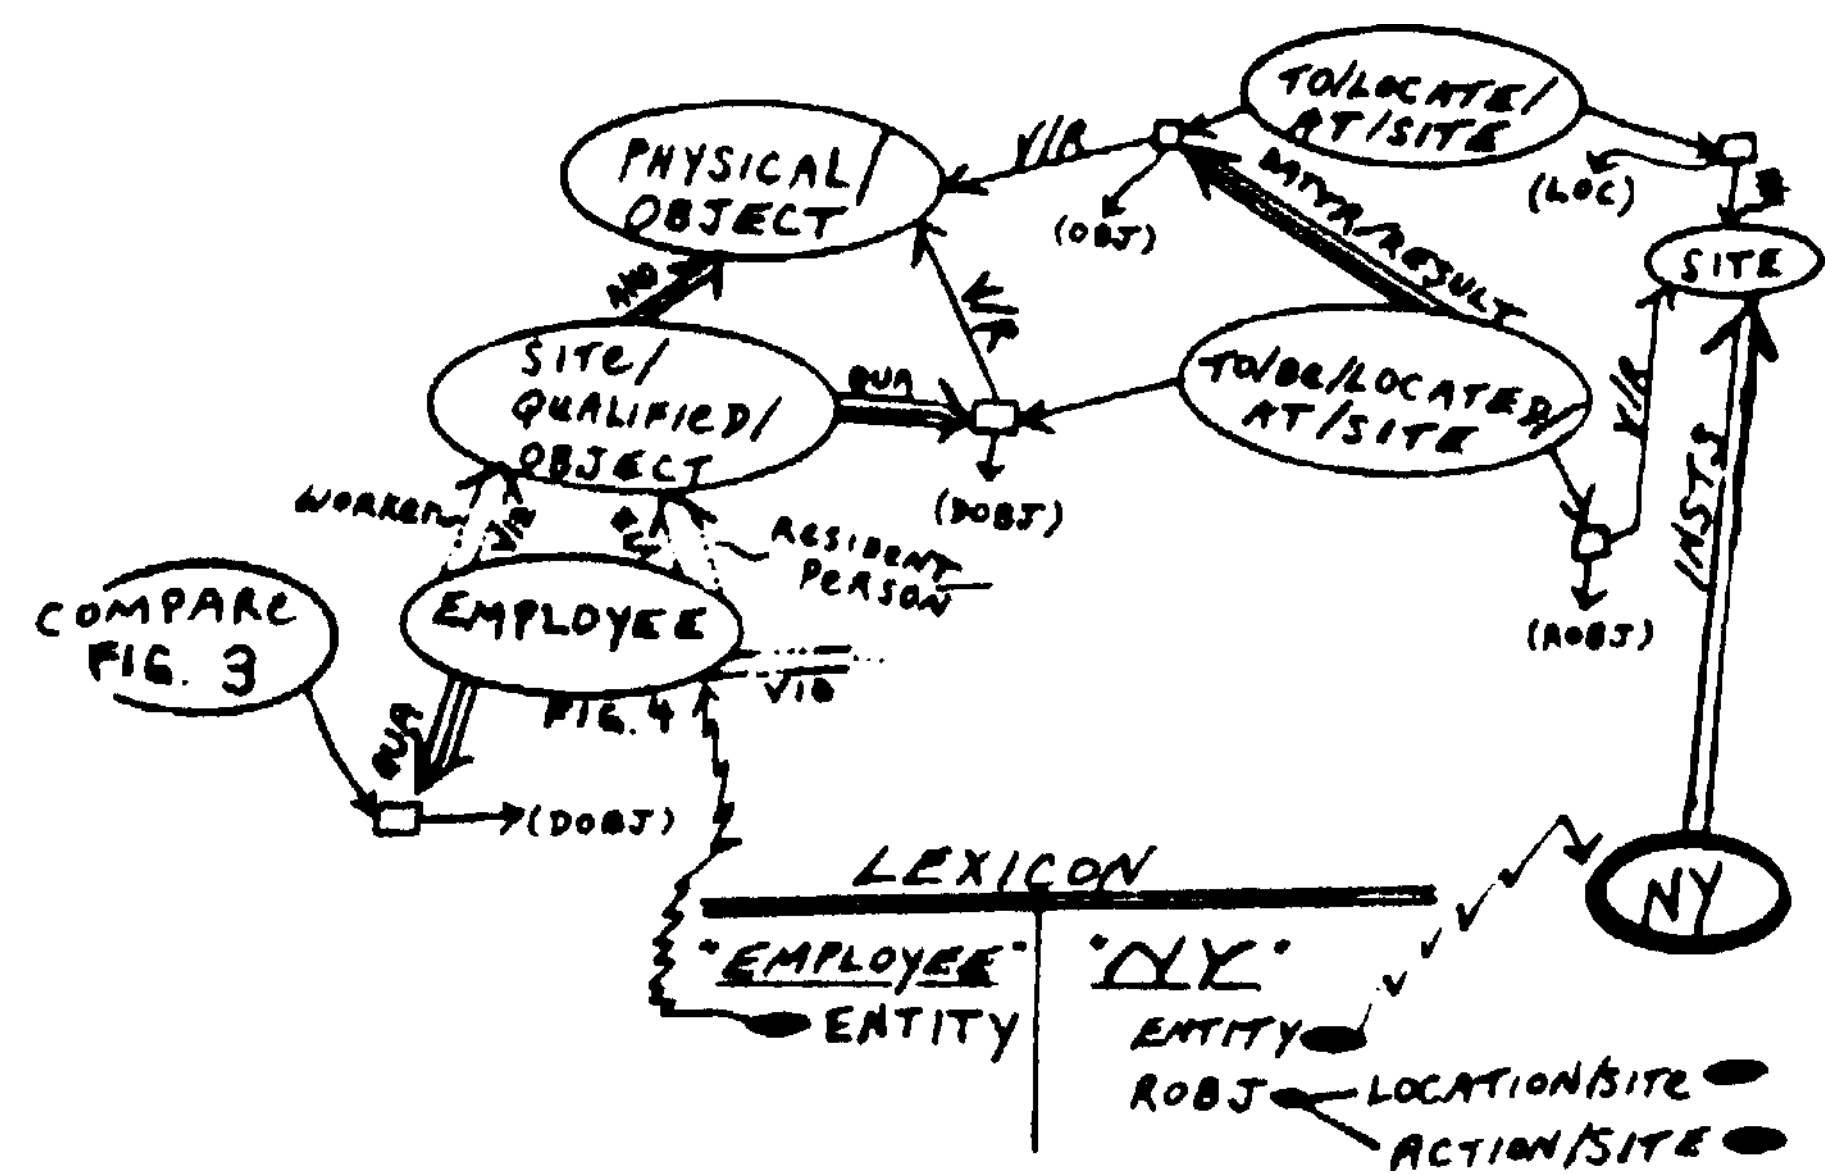 TO/LOCATE/
AT/SITE
PHYSICAL/
OBJECT
V/R
(OBJ)
(LOC)
SITE
/RESULT
SITE/
QUALIFIED/
OBJECT
QUA
V/R
TO/BE/LOCATED/
AT/SITE
V/R
INSTS
(DOBJ)
(ROBJ)
WORKER
V/R
RESIDENT
PERSON
COMPARE
FIG. 3
EMPLOYEE
FIG. 4
QUA
(DOBJ)
LEXICON
"EMPLOYEE"
ENTITY
"NY"
ENTITY
ROBJ
LOCATION/SITE
ACTION/SITE
NY